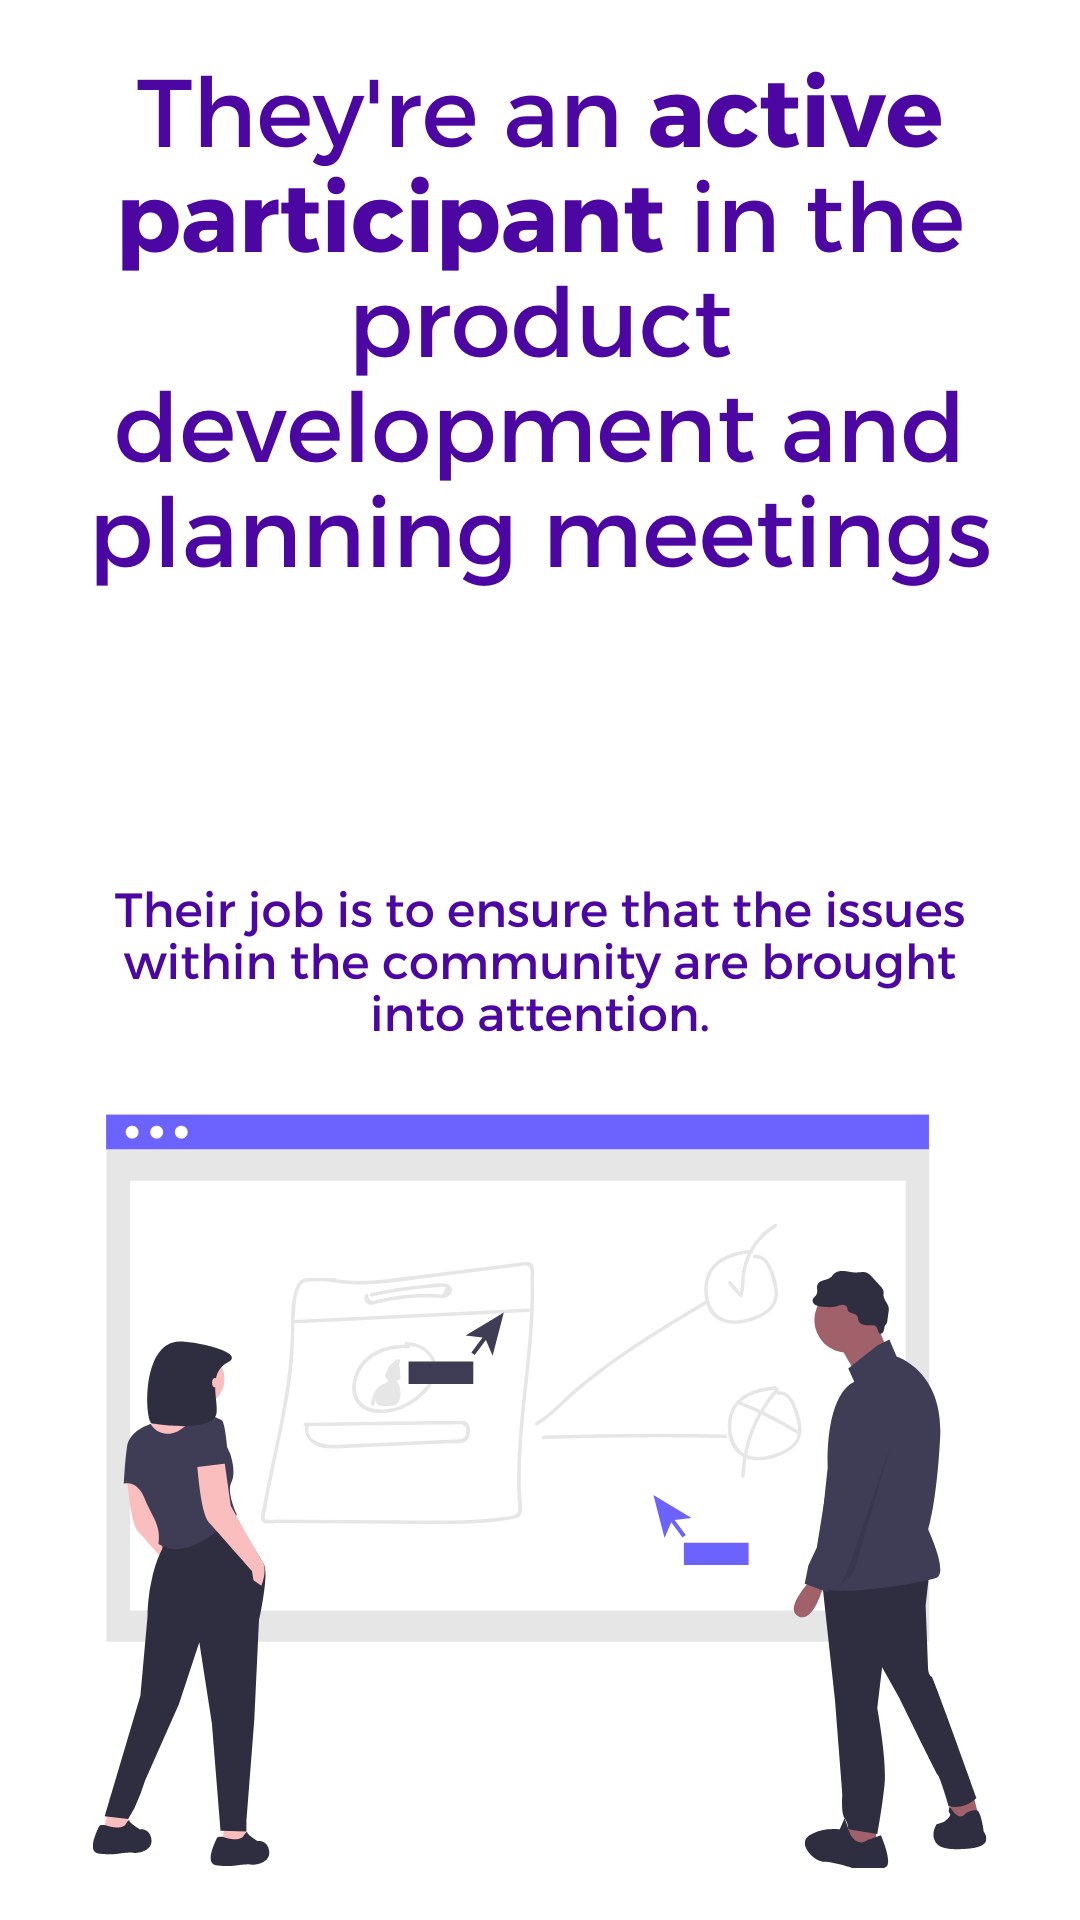 They're an active
participant in the
product
development and
planning meetings
Their job is to ensure that the issues
within the community are brought
into attention.